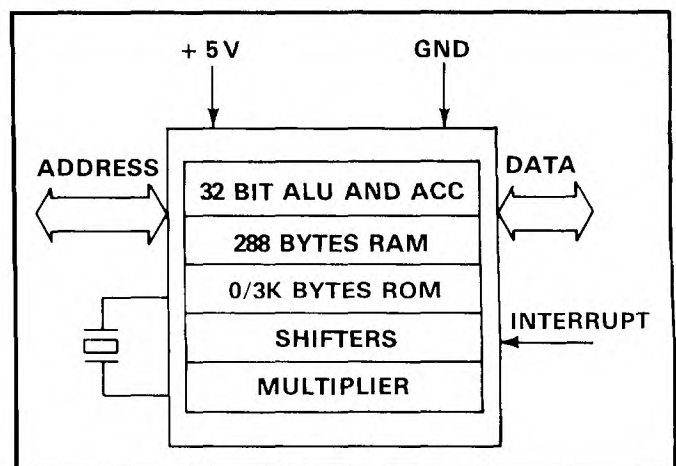 + 5V
GND
ADDRESS
DATA
32 BIT ALU AND ACC
288 BYTES RAM
0/3K BYTES ROM
SHIFTERS
MULTIPLIER
INTERRUPT